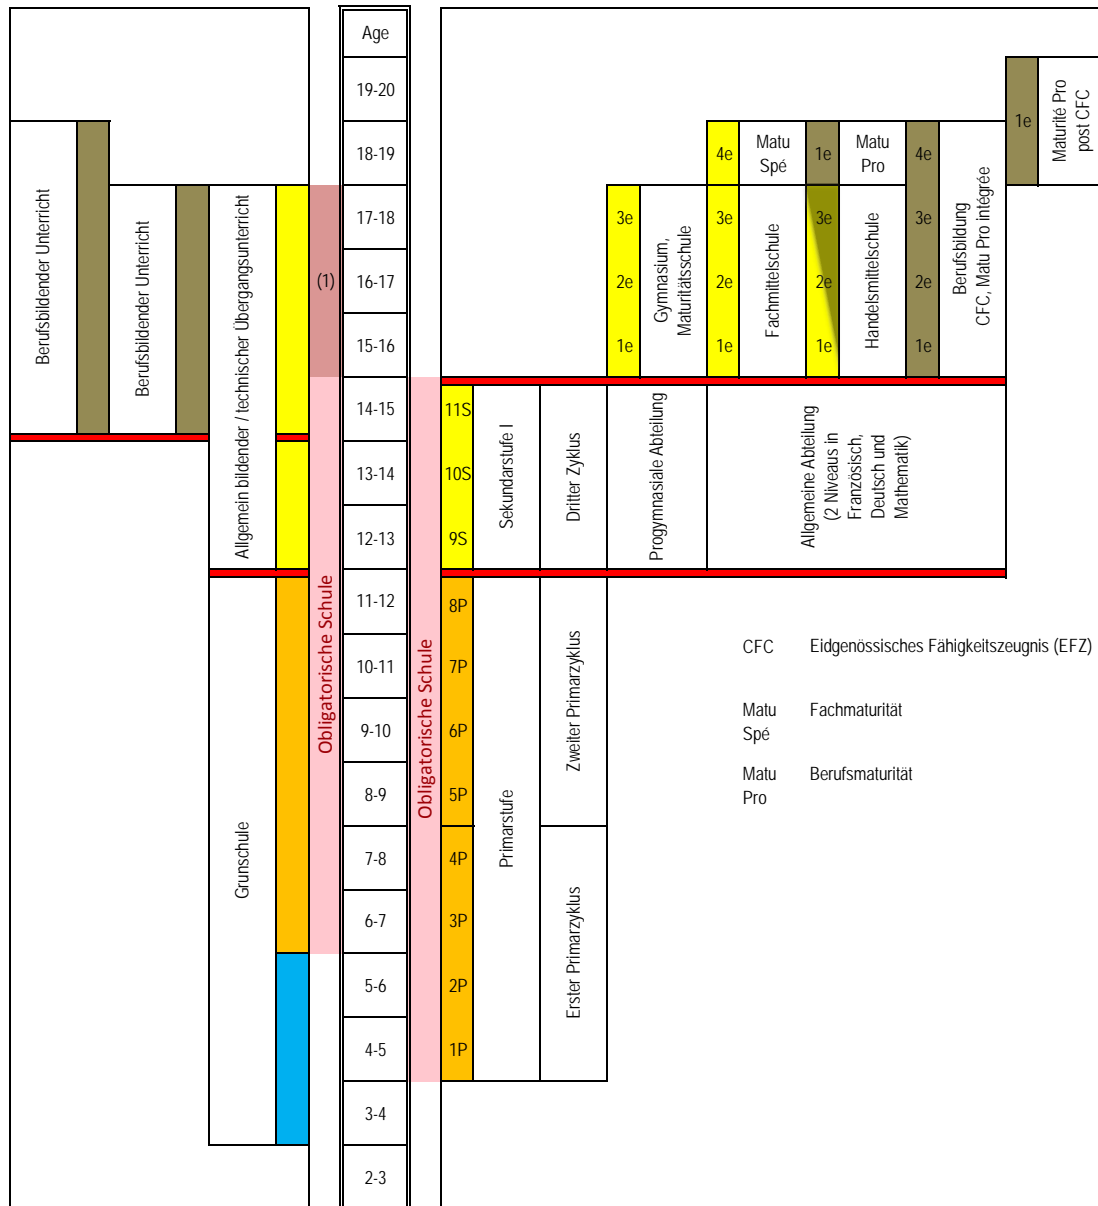 Age
19-20
18-19
17-18
16-17
15-16
14-15
13-14
12-13
11-12
10-11
9-10
8-9
7-8
6-7
5-6
4-5
3-4
2-3
Berufsbildender Unterricht
Berufsbildender Unterricht
Allgemein bildender / technischer Übergangsunterricht
Grunschule
(1)
Obligatorische Schule
Obligatorische Schule
3e
2e
1e
Gymnasium,
Maturitätsschule
4e
3e
2e
1e
Matu
Spé
Fachmittelschule
1e
3e
2e
1e
Matu
Pro
Handelsmittelschule
4e
3e
2e
1e
Berufsbildung
CFC, Matu Pro intégrée
1e
Maturité Pro
post CFC
11S
10S
9S
Sekundarstufe I
Dritter Zyklus
Progymnasiale Abteilung
Allgemeine Abteilung
(2 Niveaus in
Französisch,
Deutsch und
Mathematik)
8P
7P
6P
5P
4P
3P
2P
1P
Primarstufe
Zweiter Primarzyklus
Erster Primarzyklus
CFC Eidgenössisches Fähigkeitszeugnis (EFZ)
Matu Fachmaturität
Spé
Matu Berufsmaturität
Pro